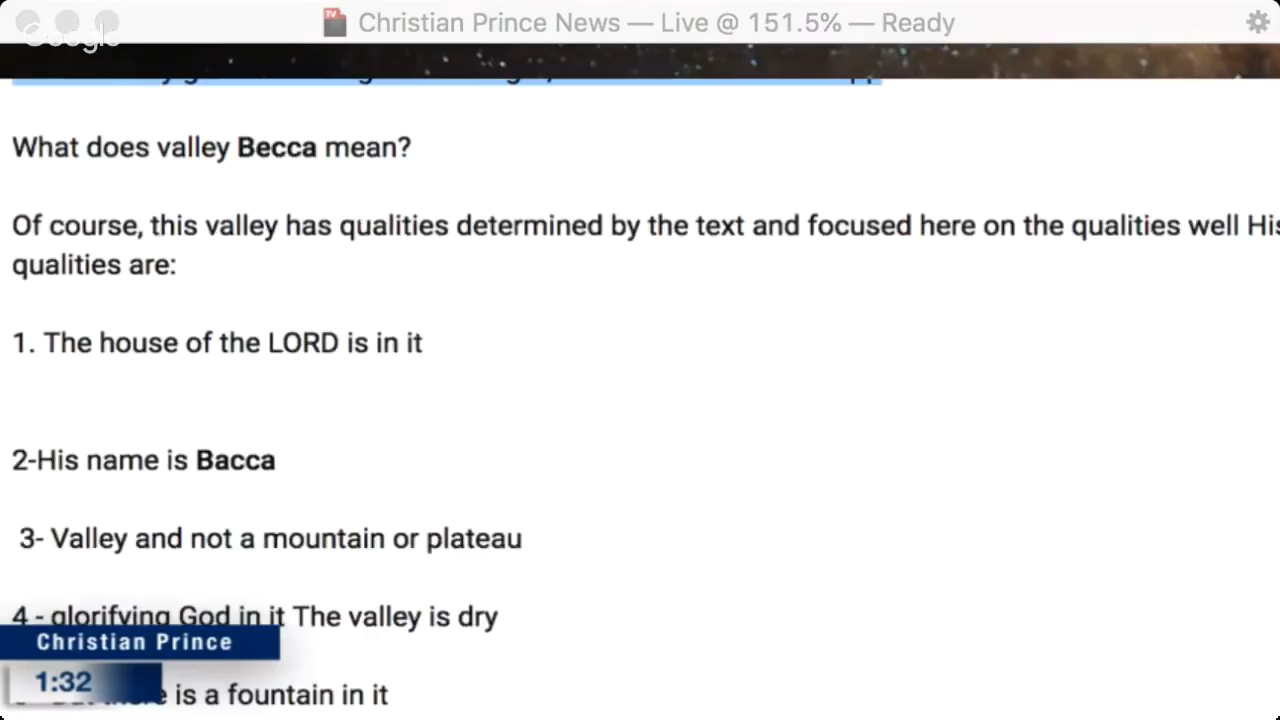 Christian Prince News — Live @ 151.5% — Ready
Google
What does valley Becca mean?
Of course, this valley has qualities determined by the text and focused here on the qualities well His
qualities are:
1. The house of the LORD is in it
2-His name is Bacca
3- Valley and not a mountain or plateau
4 - glorifying God in it The valley is dry
is a fountain in it
Christian Prince
1:32